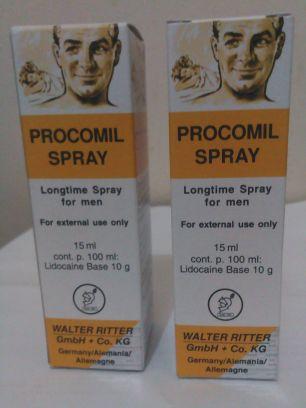 PROCOMIL
SPRAY
Longtime Spray
for men
For external use only
15 ml
cont. p. 100 ml:
Lidocaine Base 10 g
WALTER RITTER
GmbH + Co. KG
Germany/Alemania/
Allemagne
PROCOMIL
SPRAY
Longtime Spray
for men
For external use only
15 ml
cont. p. 100 ml:
Lidocaine Base 10 g
WALTER RITTER
GmbH + Co. KG
Germany/Alemania/
Allemagne